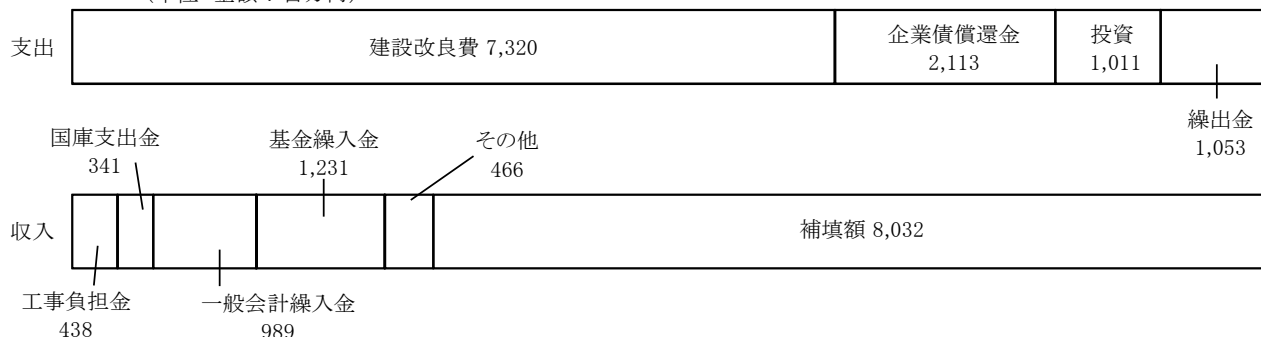 支出
建設改良費 7,320
企業債償還金
2,113
投資
1,011
繰出金
1,053
国庫支出金
341
基金繰入金
1,231
その他
466
収入
補填額 8,032
工事負担金
438
一般会計繰入金
989